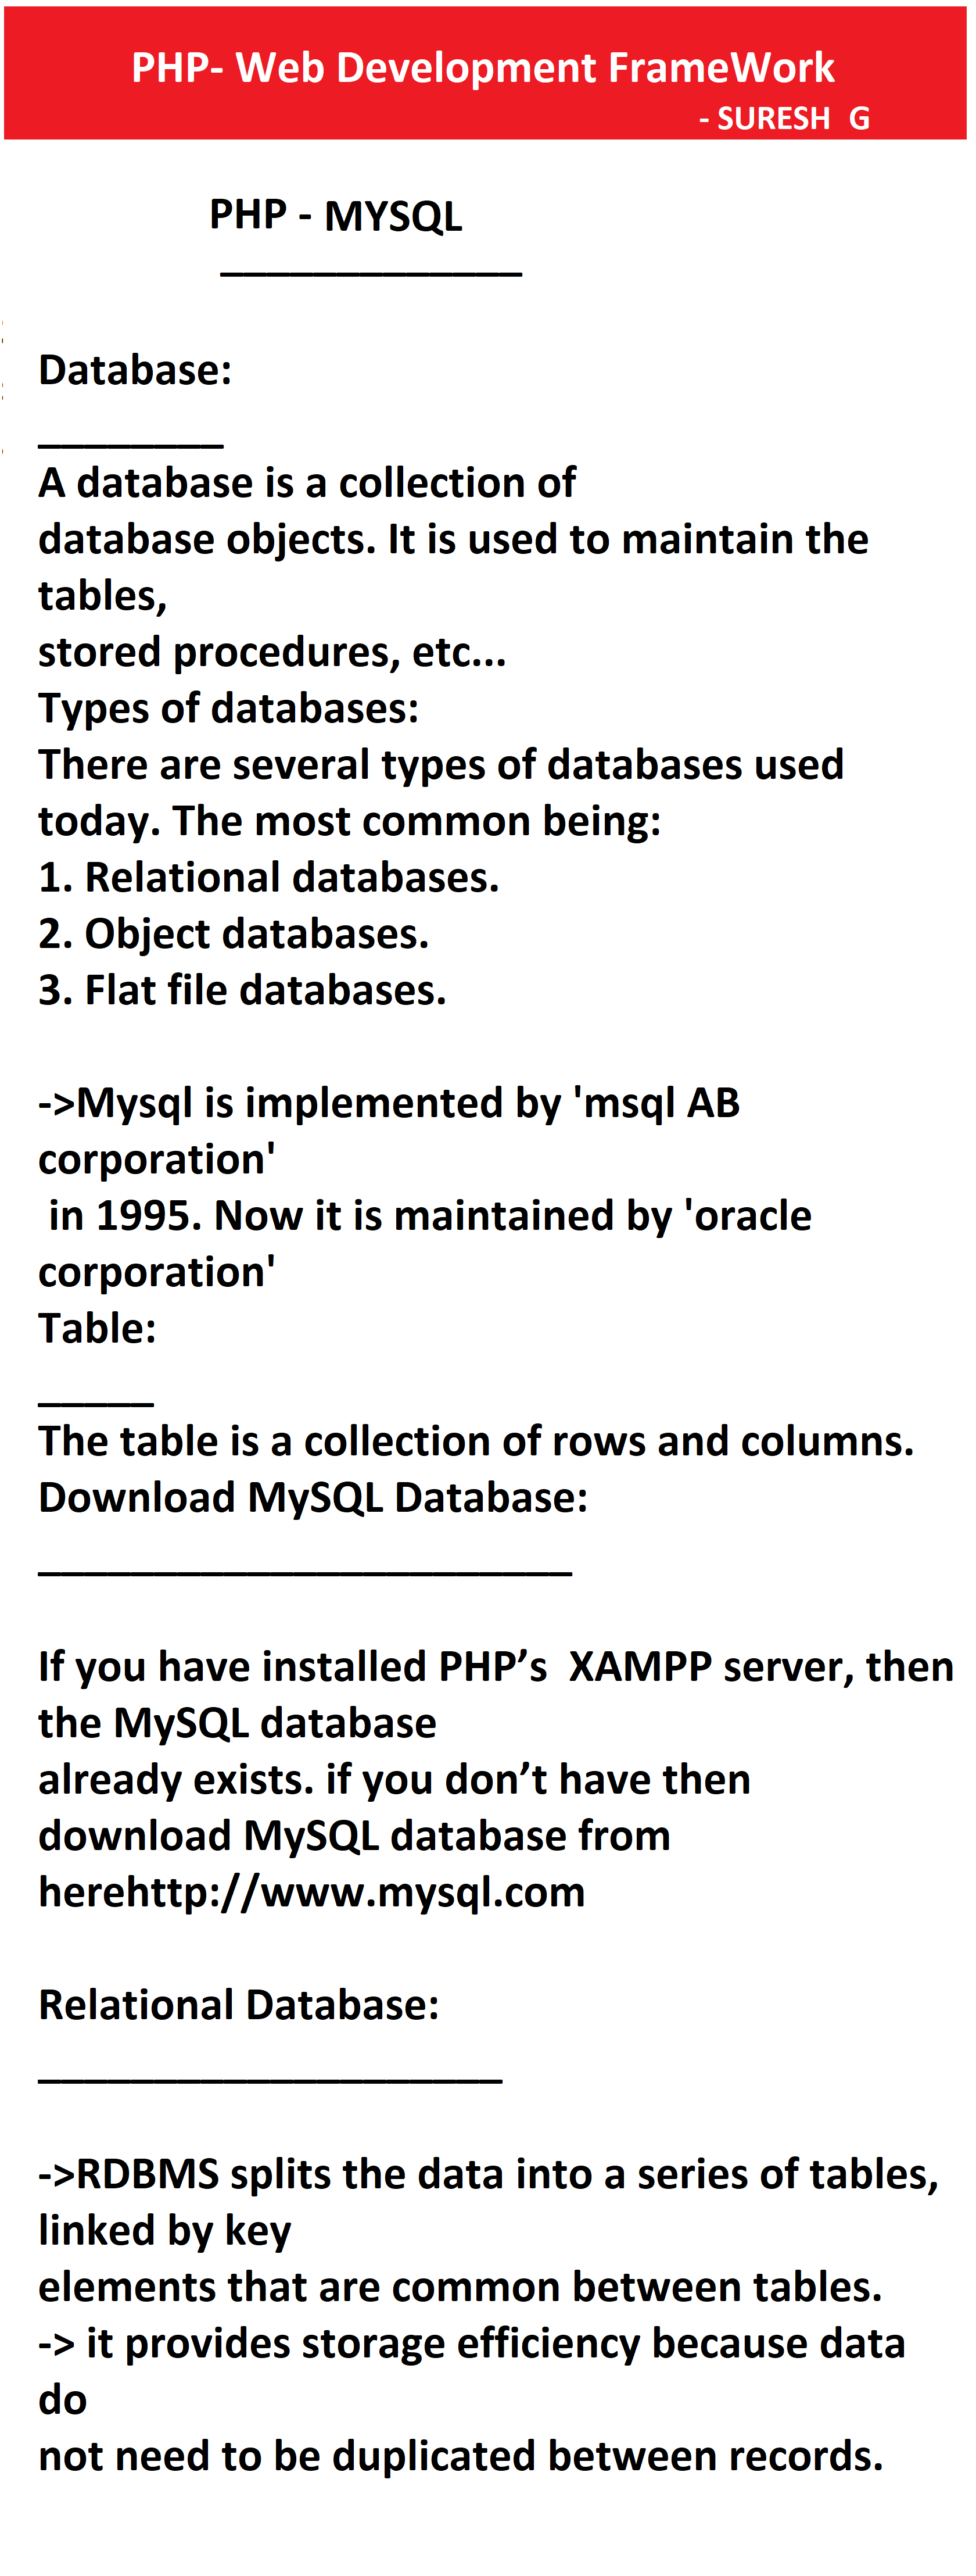 PHP- Web Development FrameWork
- SURESH  G
PHP - MYSQL
_____________
Database:
________
A database is a collection of
database objects. It is used to maintain the
tables,
stored procedures, etc...
Types of databases:
There are several types of databases used
today. The most common being:
1. Relational databases.
2. Object databases.
3. Flat file databases.
->Mysql is implemented by 'msql AB
corporation'
in 1995. Now it is maintained by 'oracle
corporation'
Table:
_____
The table is a collection of rows and columns.
Download MySQL Database:
_______________________
If you have installed PHP’s  XAMPP server, then
the MySQL database
already exists. if you don’t have then
download MySQL database from
herehttp://www.mysql.com
Relational Database:
____________________
->RDBMS splits the data into a series of tables,
linked by key
elements that are common between tables.
-> it provides storage efficiency because data
do
not need to be duplicated between records.